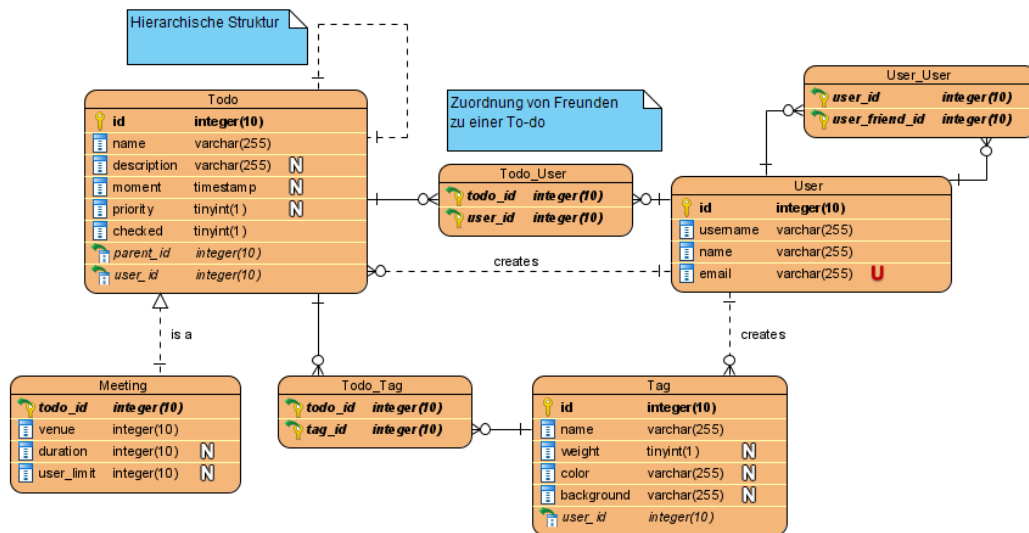 Hierarchische Struktur
Todo
id integer(10)
name varchar(255)
description varchar(255) N
moment timestamp N
priority tinyint(1) N
checked tinyint(1)
parent_id integer(10)
user_id integer(10)
Zuordnung von Freunden
zu einer To-do
Todo_User
todo_id integer(10)
user_id integer(10)
User_User
user_id integer(10)
user_friend_id integer(10)
User
id integer(10)
username varchar(255)
name varchar(255)
email varchar(255) U
creates
is a
creates
Meeting
todo_id integer(10)
venue integer(10)
duration integer(10) N
user_limit integer(10) N
Todo_Tag
todo_id integer(10)
tag_id integer(10)
Tag
id integer(10)
name varchar(255)
weight tinyint(1) N
color varchar(255) N
background varchar(255) N
user_id integer(10)